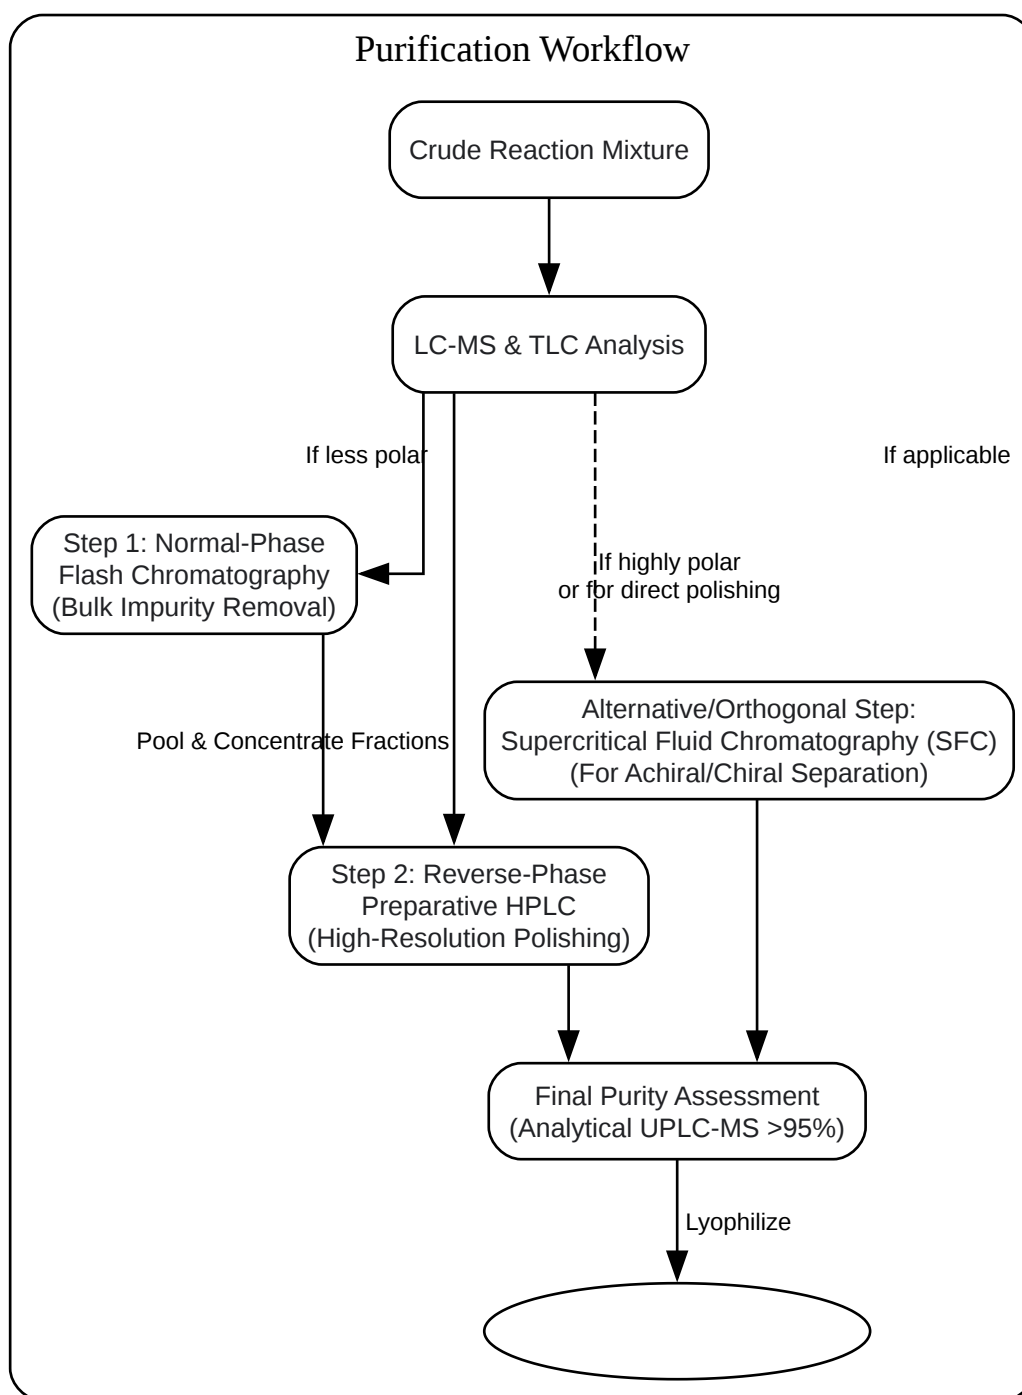 Purification Workflow
Crude Reaction Mixture
LC-MS & TLC Analysis
If less polar
If applicable
Step 1: Normal-Phase
Flash Chromatography
(Bulk Impurity Removal)
If highly polar
or for direct polishing
Pool & Concentrate Fractions
Alternative/Orthogonal Step:
Supercritical Fluid Chromatography (SFC)
(For Achiral/Chiral Separation)
Step 2: Reverse-Phase
Preparative HPLC
(High-Resolution Polishing)
Final Purity Assessment
(Analytical UPLC-MS >95%)
Lyophilize